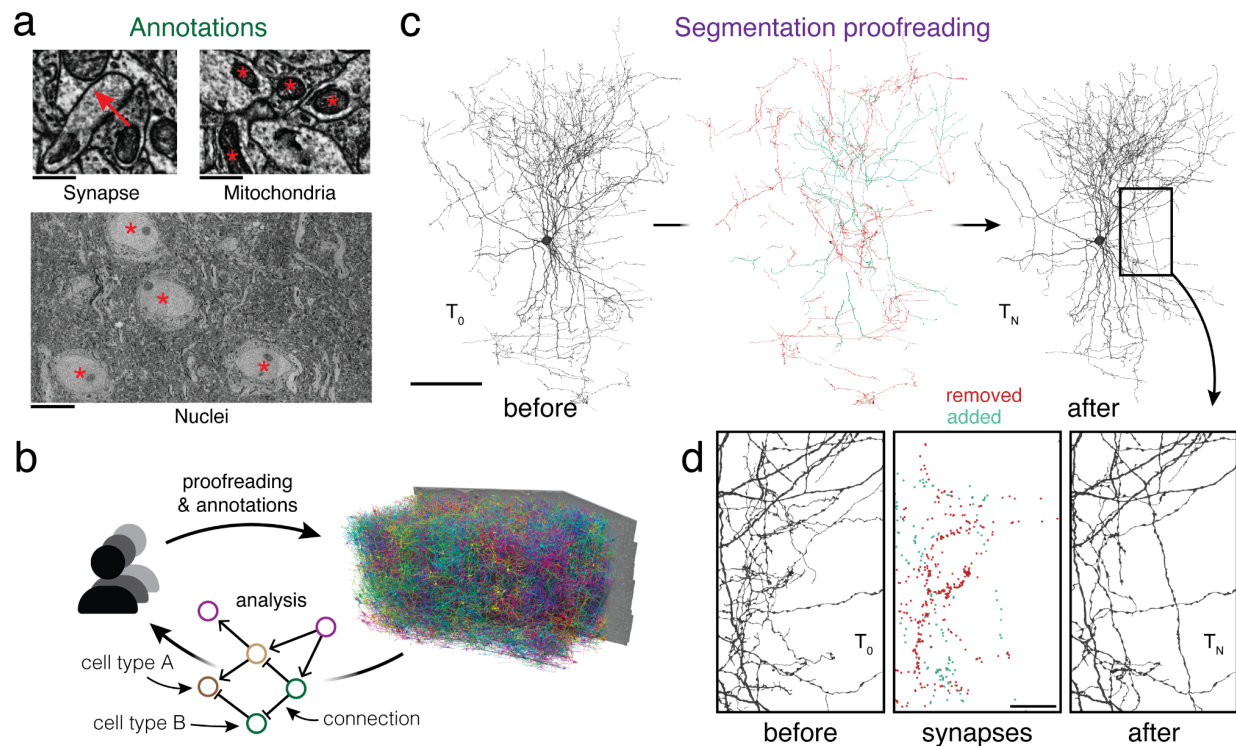 a
Annotations
Synapse
Mitochondria
Nuclei
b
proofreading
& annotations
analysis
cell type A
cell type B
connection
c
Segmentation proofreading
T0
TN
before
removed
added
after
d
T0
TN
before
synapses
after